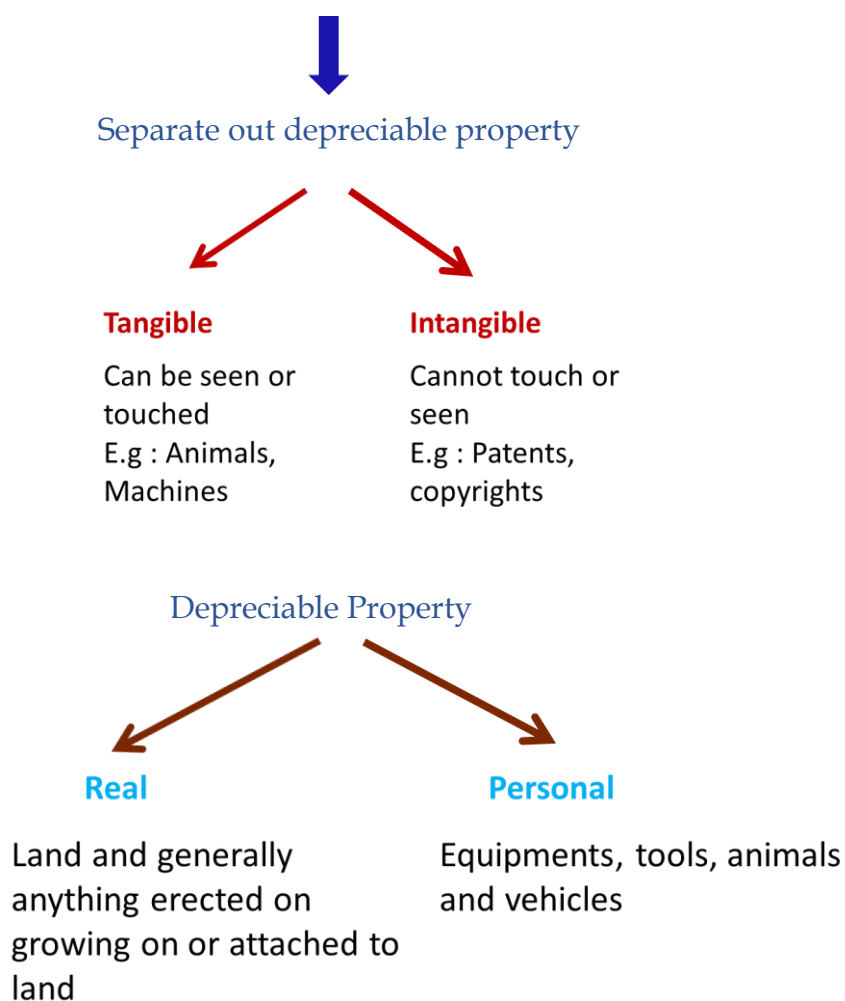 Separate out depreciable property
Tangible
Can be seen or
touched
E.g : Animals,
Machines
Intangible
Cannot touch or
seen
E.g : Patents,
copyrights
Depreciable Property
Real
Land and generally
anything erected on
growing on or attached to
land
Personal
Equipments, tools, animals
and vehicles